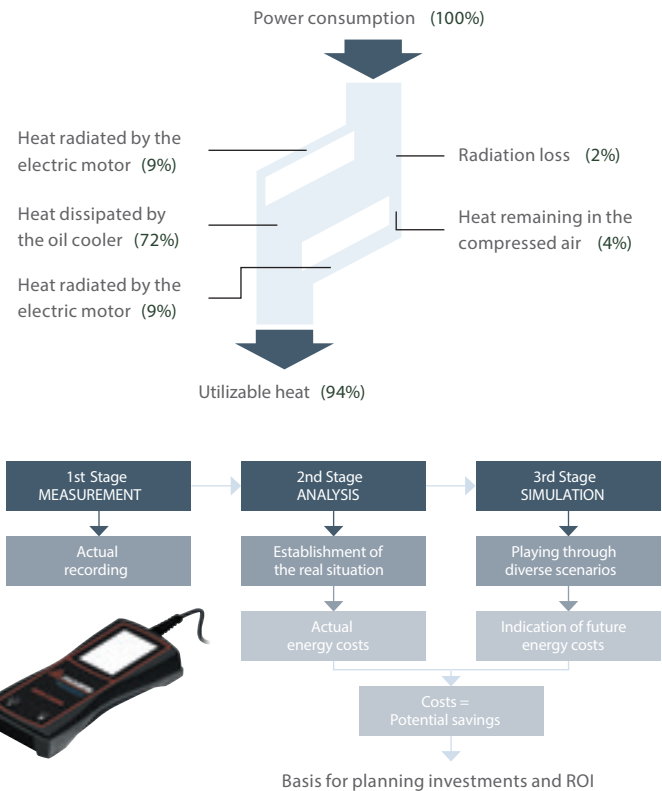 Power consumption (100%)
Heat radiated by the
electric motor (9%)
Radiation loss (2%)
Heat dissipated by
the oil cooler (72%)
Heat remaining in the
compressed air (4%)
Heat radiated by the
electric motor (9%)
Utilizable heat (94%)
1st Stage
MEASUREMENT
2nd Stage
ANALYSIS
3rd Stage
SIMULATION
Actual
recording
Establishment of
the real situation
Playing through
diverse scenarios
Actual
energy costs
Indication of future
energy costs
Costs =
Potential savings
Basis for planning investments and ROI